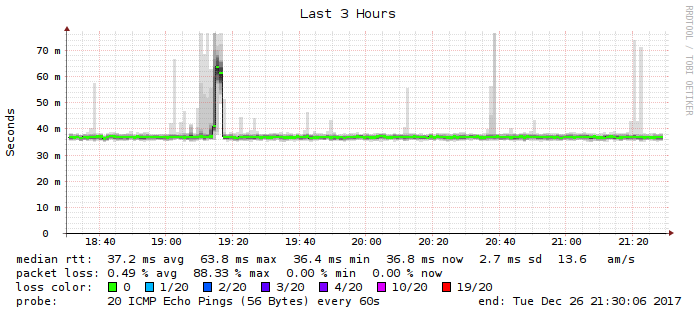 Last 3 Hours
RRDTOOL / TOBI OETIKER
Seconds
70 m
60 m
50 m
40 m
30 m
20 m
10 m
0
18:40 19:00 19:20 19:40 20:00 20:20 20:40 21:00 21:20
median rtt: 37.2 ms avg 63.8 ms max 36.4 ms min 36.8 ms now 2.7 ms sd 13.6 am/s
packet loss: 0.49 % avg 88.33 % max 0.00 % min 0.00 % now
loss color: 0 1/20 2/20 3/20 4/20 10/20 19/20
probe: 20 ICMP Echo Pings (56 Bytes) every 60s end: Tue Dec 26 21:30:06 2017